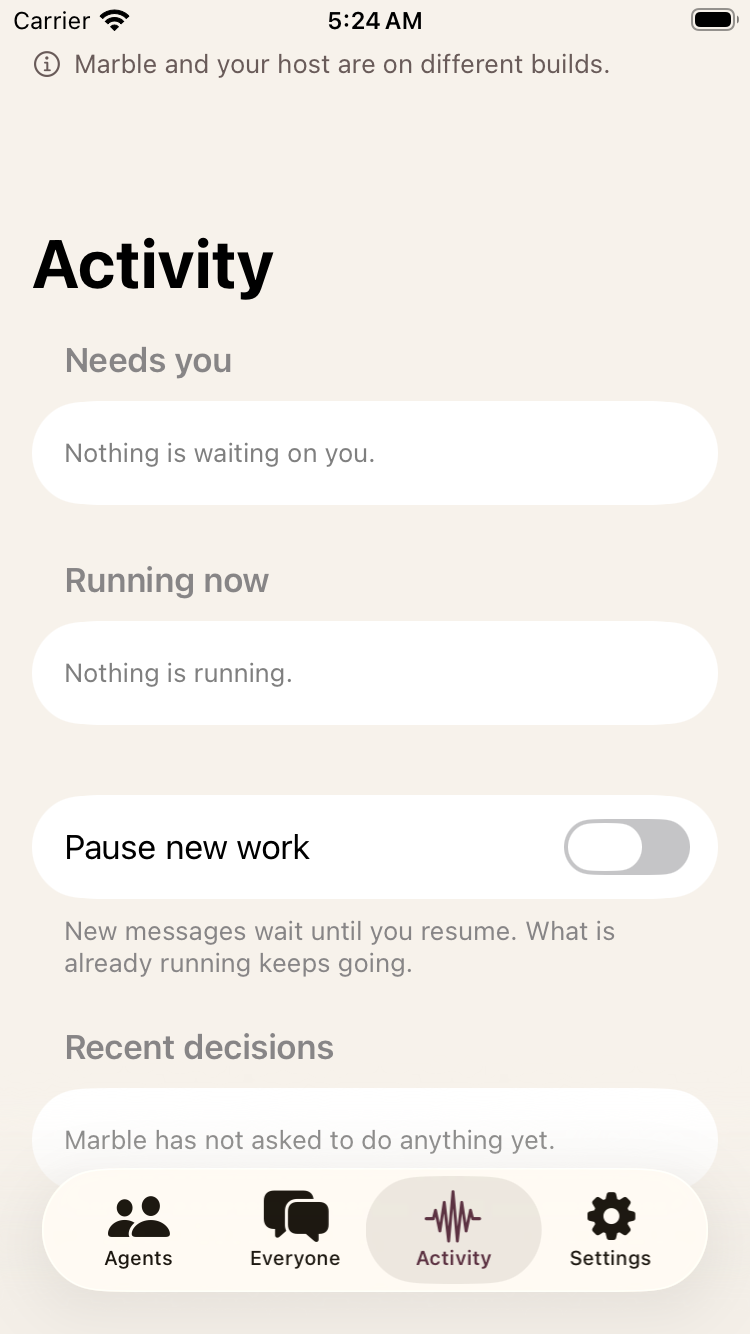 Carrier 5:24 AM
Marble and your host are on different builds.
Activity
Needs you
Nothing is waiting on you.
Running now
Nothing is running.
Pause new work
New messages wait until you resume. What is
already running keeps going.
Recent decisions
Marble has not asked to do anything yet.
Agents Everyone Activity Settings